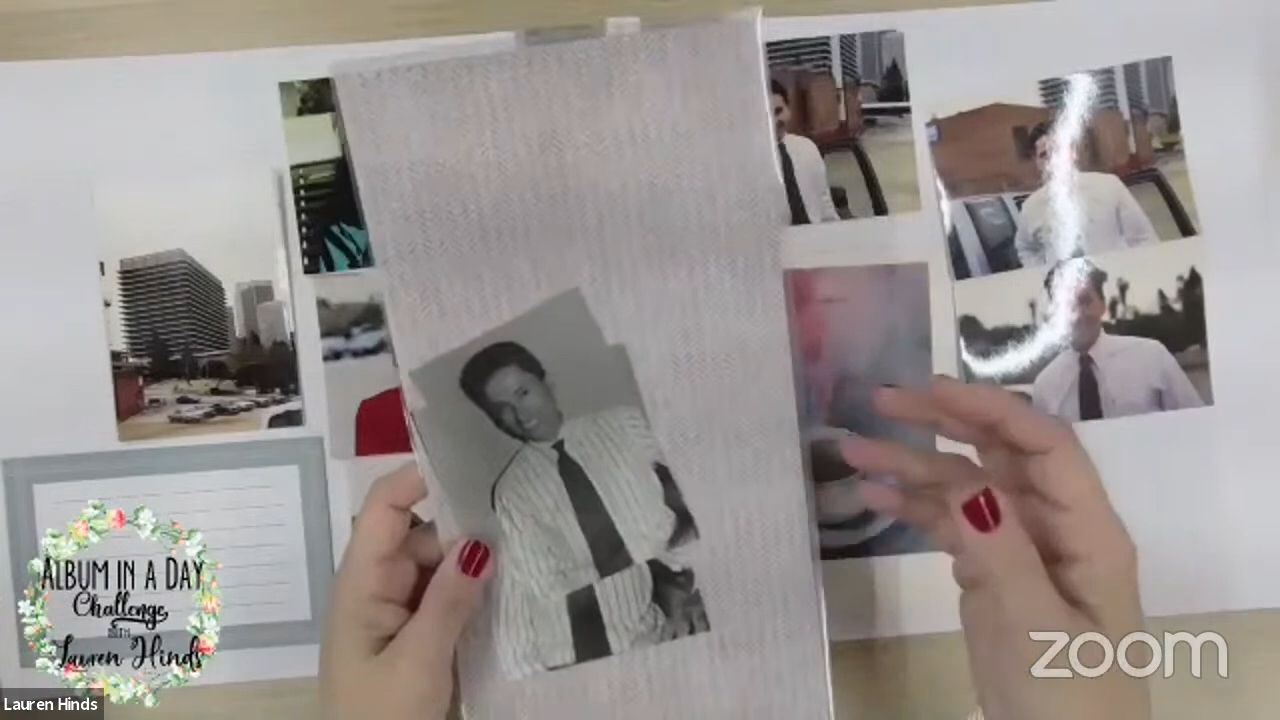 ALBUM IN A DAY
Challenge
WITH
Lauren Hinds
Lauren Hinds
zoom